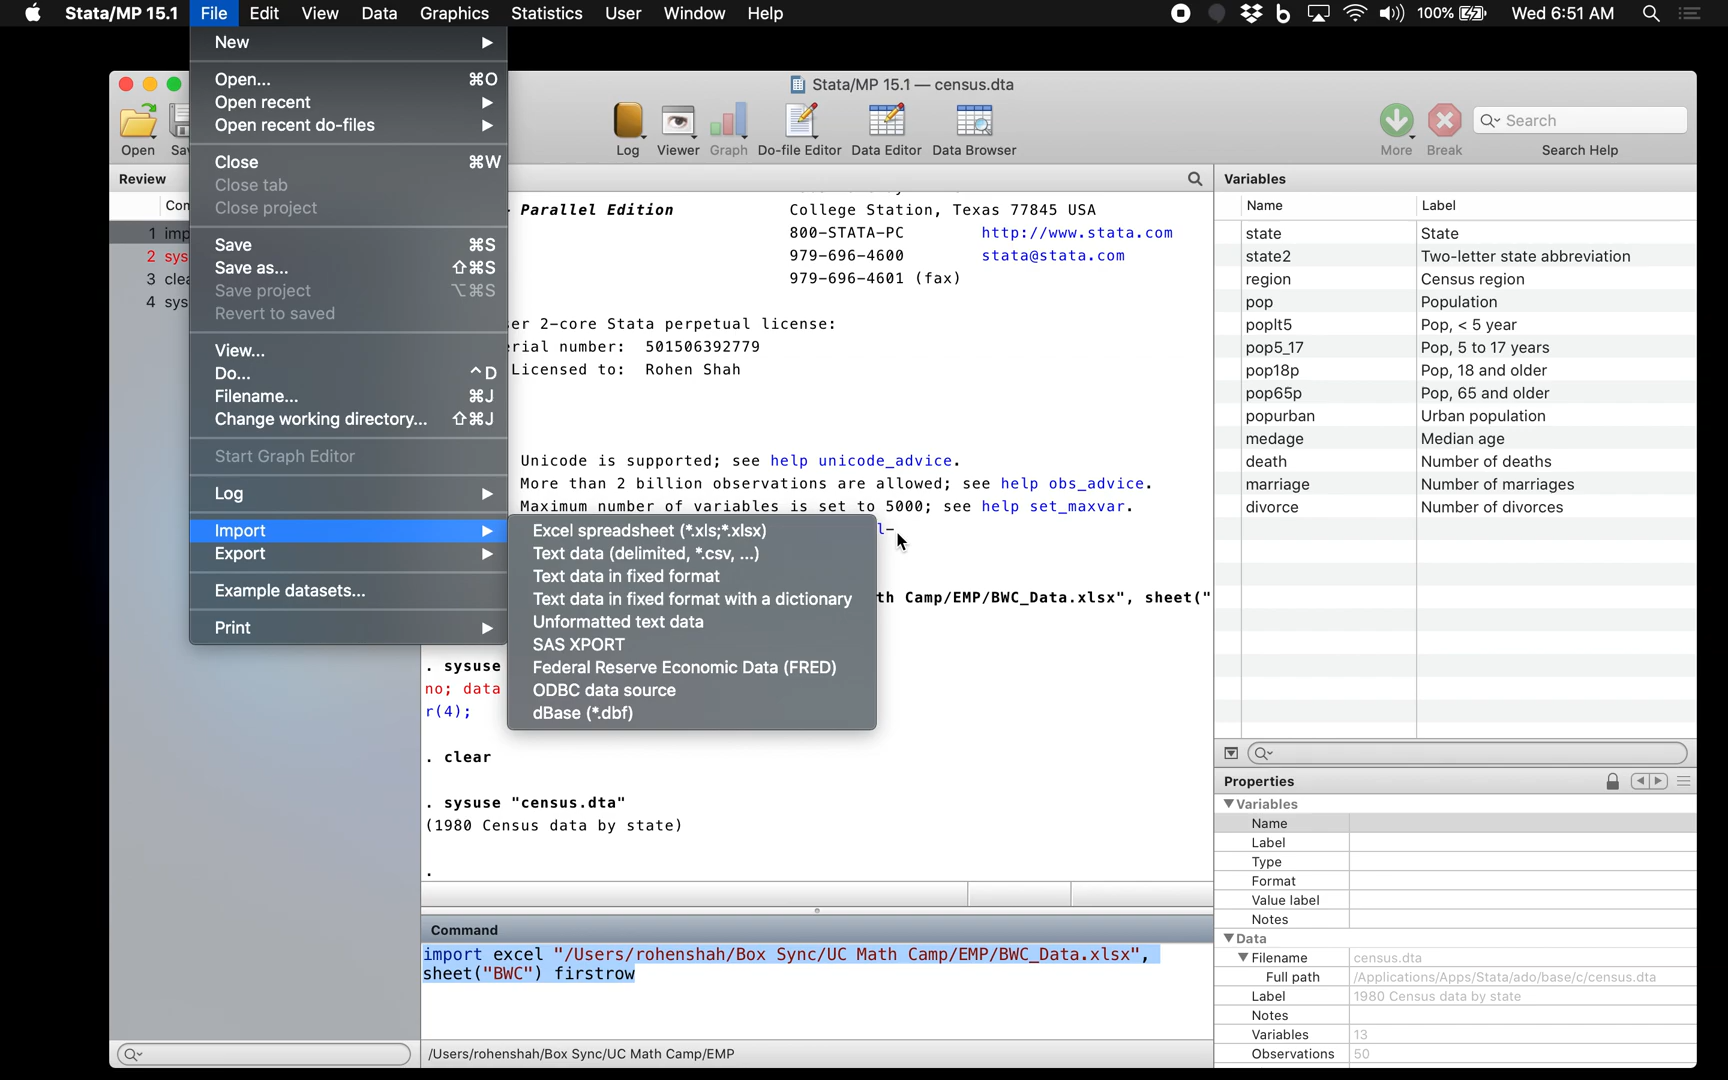 Stata/MP 15.1 File Edit View Data Graphics Statistics User Window Help 100% Wed 6:51 AM
New
Open... ⌘O
Open recent
Open recent do-files
Close ⌘W
Close tab
Close project
Save ⌘S
Save as... ⇧⌘S
Save project ⌥⌘S
Revert to saved
View...
Do... ^D
Filename... ⌘J
Change working directory... ⇧⌘J
Start Graph Editor
Log
Import
Export
Example datasets...
Print
Excel spreadsheet (*.xls;*.xlsx)
Text data (delimited, *.csv, ...)
Text data in fixed format
Text data in fixed format with a dictionary
Unformatted text data
SAS XPORT
Federal Reserve Economic Data (FRED)
ODBC data source
dBase (*.dbf)
Stata/MP 15.1 — census.dta
Open Log Viewer Graph Do-file Editor Data Editor Data Browser More Break Search
Search Help
Review
1
2 sys
3
4 sys
Parallel Edition College Station, Texas 77845 USA
800-STATA-PC http://www.stata.com
979-696-4600 stata@stata.com
979-696-4601 (fax)
2-core Stata perpetual license:
number: 501506392779
Licensed to: Rohen Shah
Unicode is supported; see help unicode_advice.
More than 2 billion observations are allowed; see help obs_advice.
Maximum number of variables is set to 5000; see help set_maxvar.
Camp/EMP/BWC_Data.xlsx", sheet("
. sysuse
no; data
r(4);
. clear
. sysuse "census.dta"
(1980 Census data by state)
.
Command
import excel "/Users/rohenshah/Box Sync/UC Math Camp/EMP/BWC_Data.xlsx",
sheet("BWC") firstrow
/Users/rohenshah/Box Sync/UC Math Camp/EMP
Variables
Name Label
state State
state2 Two-letter state abbreviation
region Census region
pop Population
poplt5 Pop, < 5 year
pop5_17 Pop, 5 to 17 years
pop18p Pop, 18 and older
pop65p Pop, 65 and older
popurban Urban population
medage Median age
death Number of deaths
marriage Number of marriages
divorce Number of divorces
Properties
Variables
Name
Label
Type
Format
Value label
Notes
Data
Filename census.dta
Full path /Applications/Apps/Stata/ado/base/c/census.dta
Label 1980 Census data by state
Notes
Variables 13
Observations 50